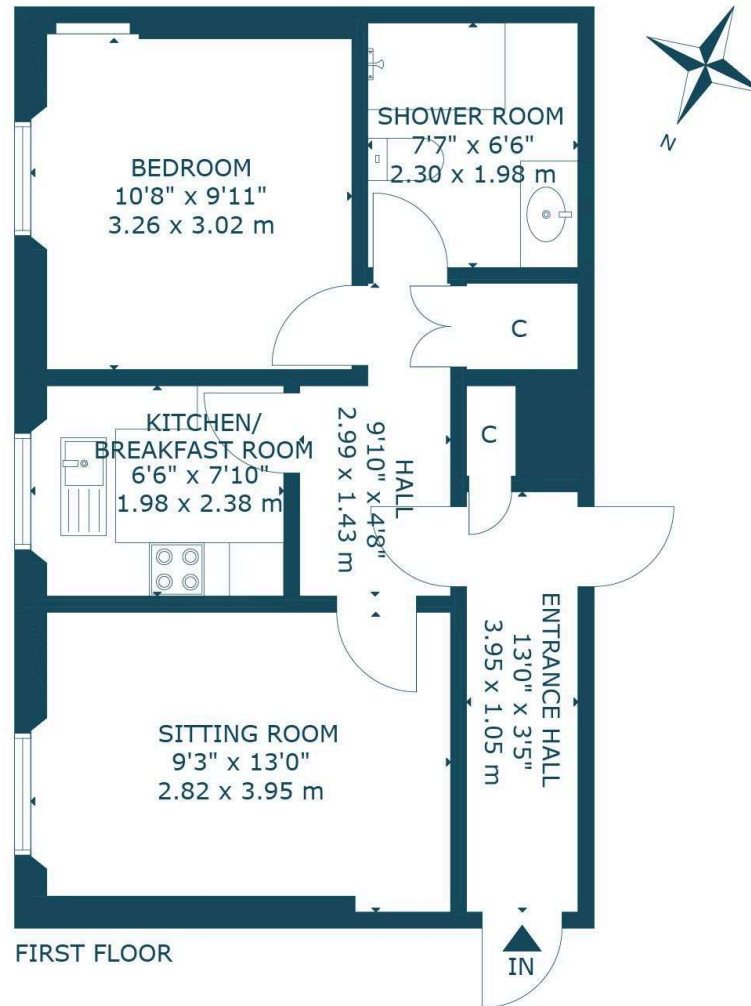 N
SHOWER ROOM
7'7" x 6'6"
2.30 x 1.98 m
BEDROOM
10'8" x 9'11"
3.26 x 3.02 m
C
C
KITCHEN/
BREAKFAST ROOM
6'6" x 7'10"
1.98 x 2.38 m
HALL
9'10" x 4'8"
2.99 x 1.43 m
ENTRANCE HALL
13'0" x 3'5"
3.95 x 1.05 m
SITTING ROOM
9'3" x 13'0"
2.82 x 3.95 m
FIRST FLOOR
IN